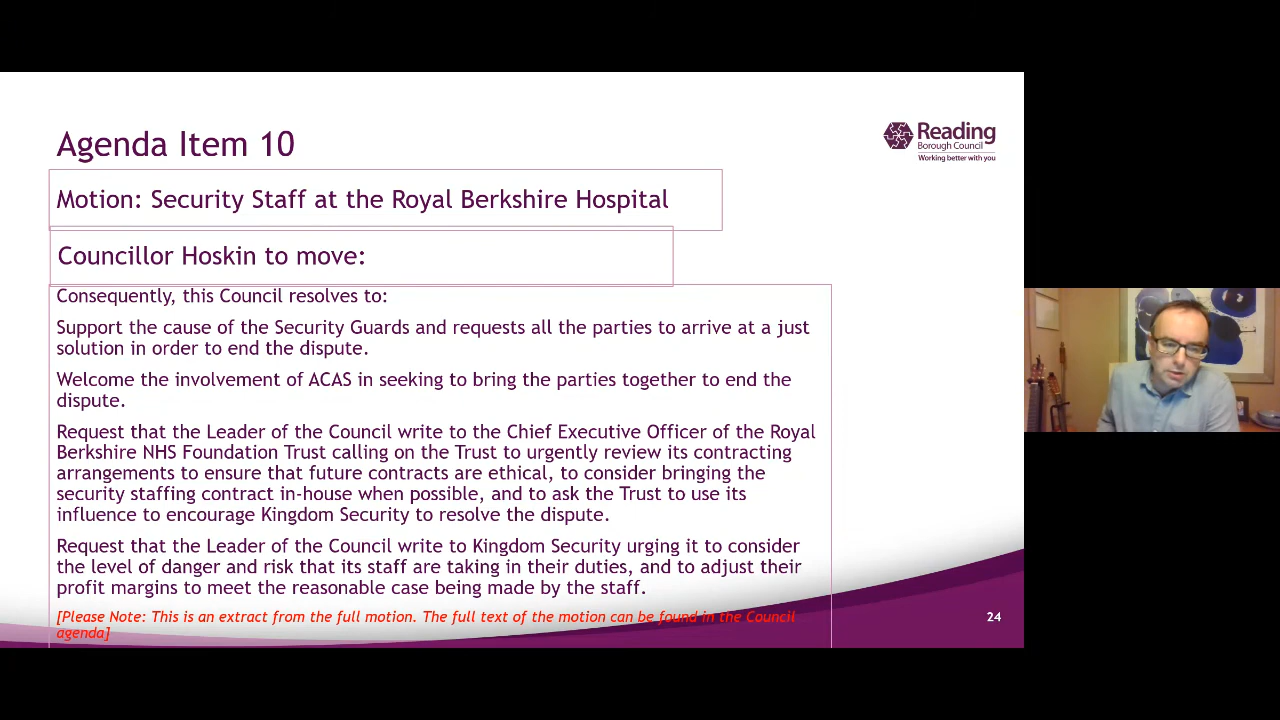 Agenda Item 10
Reading
Borough Council
Working better with you
Motion: Security Staff at the Royal Berkshire Hospital
Councillor Hoskin to move:
Consequently, this Council resolves to:
Support the cause of the Security Guards and requests all the parties to arrive at a just
solution in order to end the dispute.
Welcome the involvement of ACAS in seeking to bring the parties together to end the
dispute.
Request that the Leader of the Council write to the Chief Executive Officer of the Royal
Berkshire NHS Foundation Trust calling on the Trust to urgently review its contracting
arrangements to ensure that future contracts are ethical, to consider bringing the
security staffing contract in-house when possible, and to ask the Trust to use its
influence to encourage Kingdom Security to resolve the dispute.
Request that the Leader of the Council write to Kingdom Security urging it to consider
the level of danger and risk that its staff are taking in their duties, and to adjust their
profit margins to meet the reasonable case being made by the staff.
[Please Note: This is an extract from the full motion. The full text of the motion can be found in the Council
agenda]
24